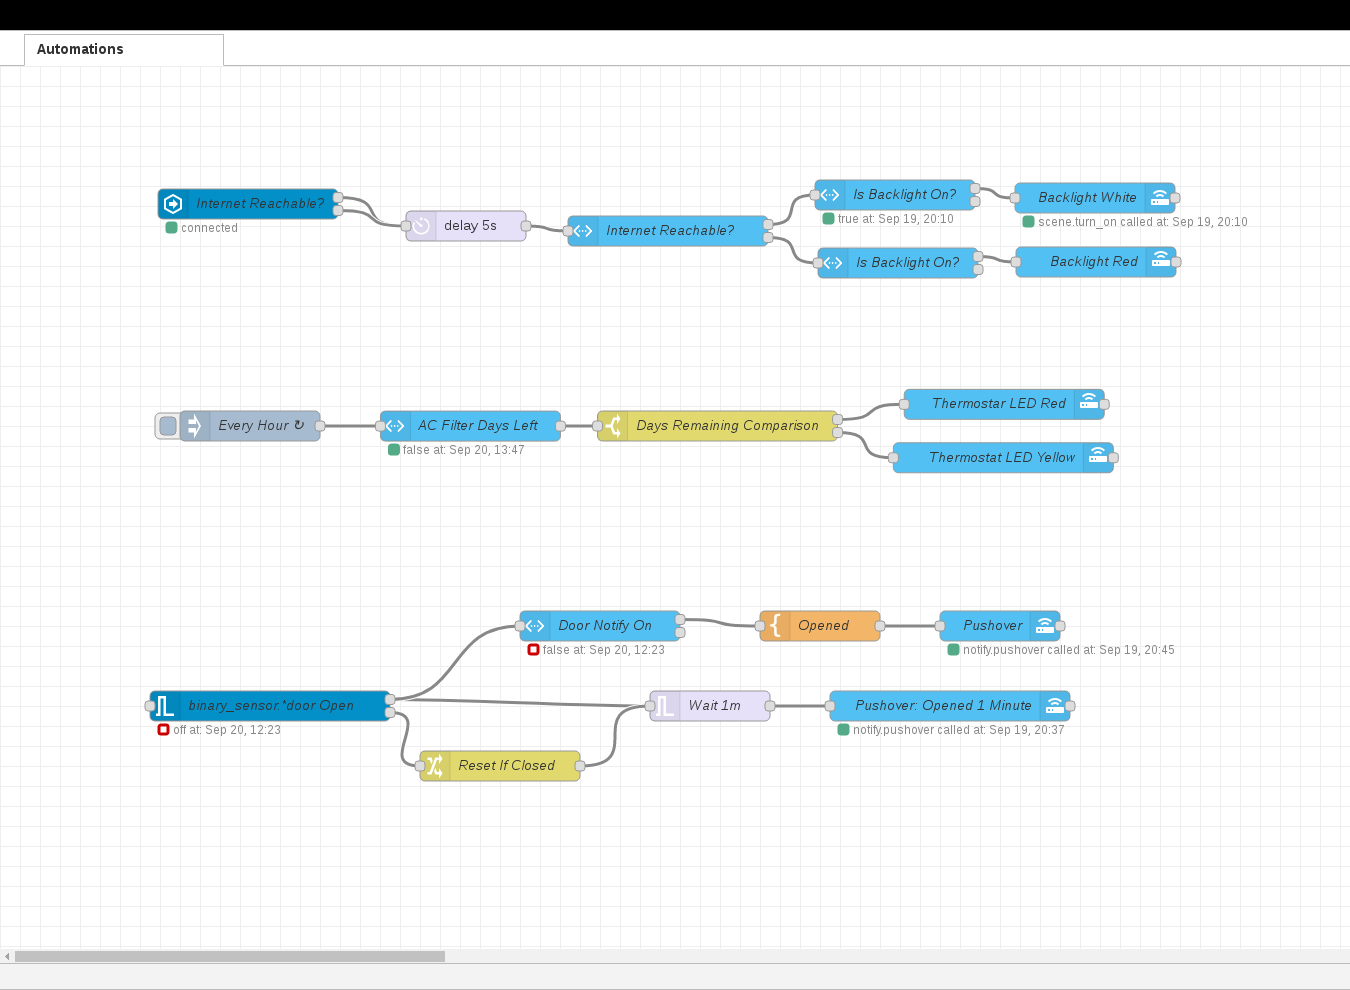 Automations
Internet Reachable?
connected
delay 5s
Internet Reachable?
Is Backlight On?
true at: Sep 19, 20:10
Backlight White
scene.turn_on called at: Sep 19, 20:10
Is Backlight On?
Backlight Red
Every Hour ↻
AC Filter Days Left
false at: Sep 20, 13:47
Days Remaining Comparison
Thermostar LED Red
Thermostat LED Yellow
Door Notify On
false at: Sep 20, 12:23
Opened
Pushover
notify.pushover called at: Sep 19, 20:45
binary_sensor.*door Open
off at: Sep 20, 12:23
Wait 1m
Pushover: Opened 1 Minute
notify.pushover called at: Sep 19, 20:37
Reset If Closed